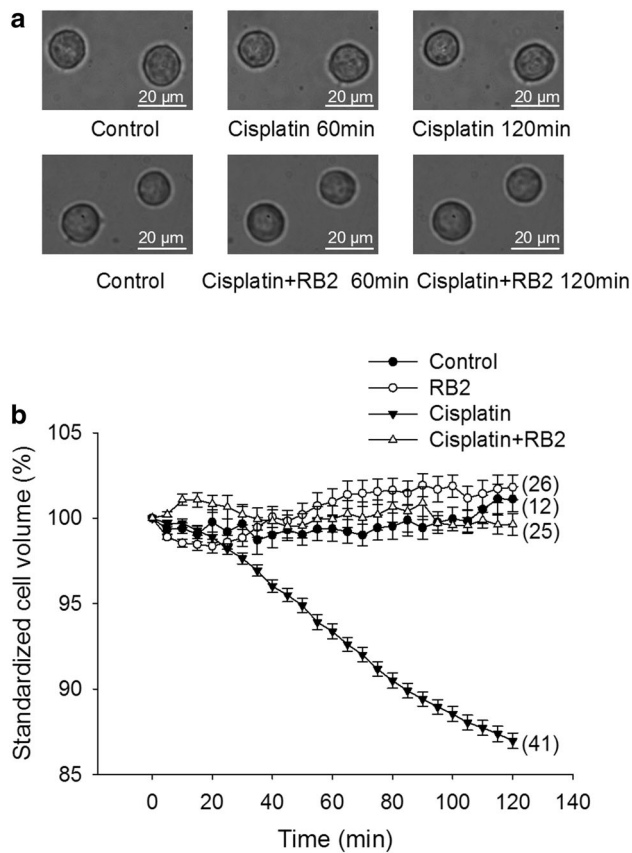 a
20 µm 20 µm 20 µm
Control Cisplatin 60min Cisplatin 120min
20 µm 20 µm 20 µm
Control Cisplatin+RB2 60min Cisplatin+RB2 120min
Control
RB2
Cisplatin
Cisplatin+RB2
b
Standardized cell volume (%)
105
100
95
90
85
(26)
(12)
(25)
(41)
0 20 40 60 80 100 120 140
Time (min)